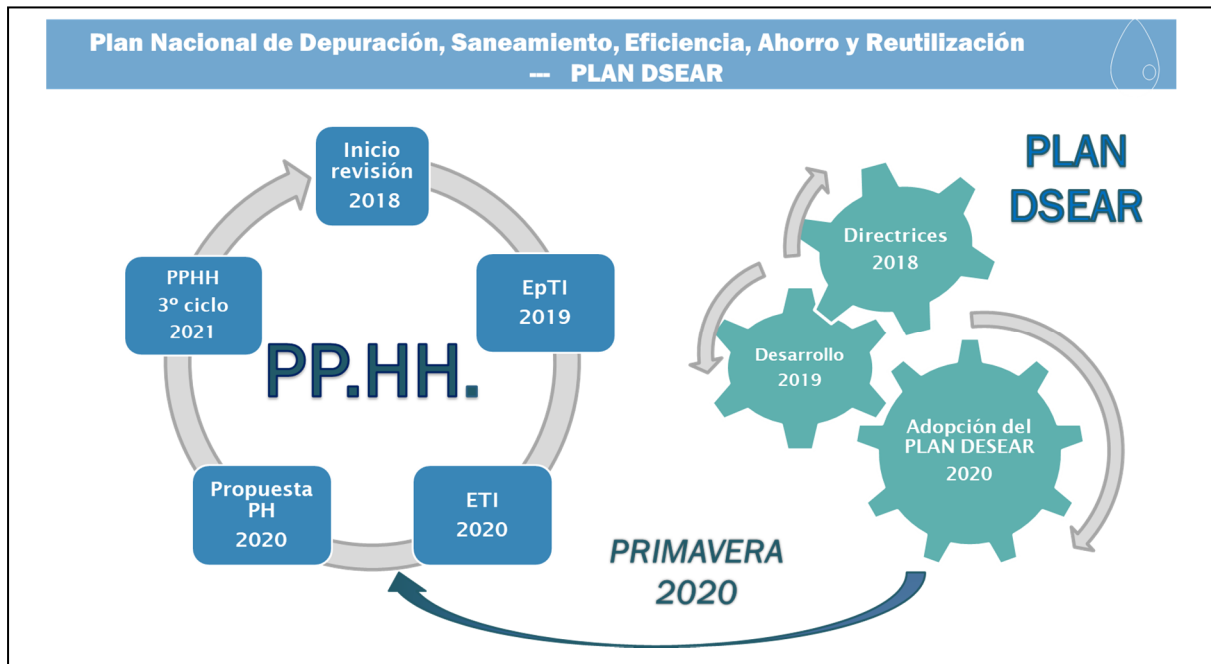 Plan Nacional de Depuración, Saneamiento, Eficiencia, Ahorro y Reutilización
--- PLAN DSEAR
Inicio
revisión
2018
EpTI
2019
ETI
2020
Propuesta
PH
2020
PPHH
3º ciclo
2021
PP.HH.
PLAN
DSEAR
Directrices
2018
Desarrollo
2019
Adopción del
PLAN DESEAR
2020
PRIMAVERA
2020